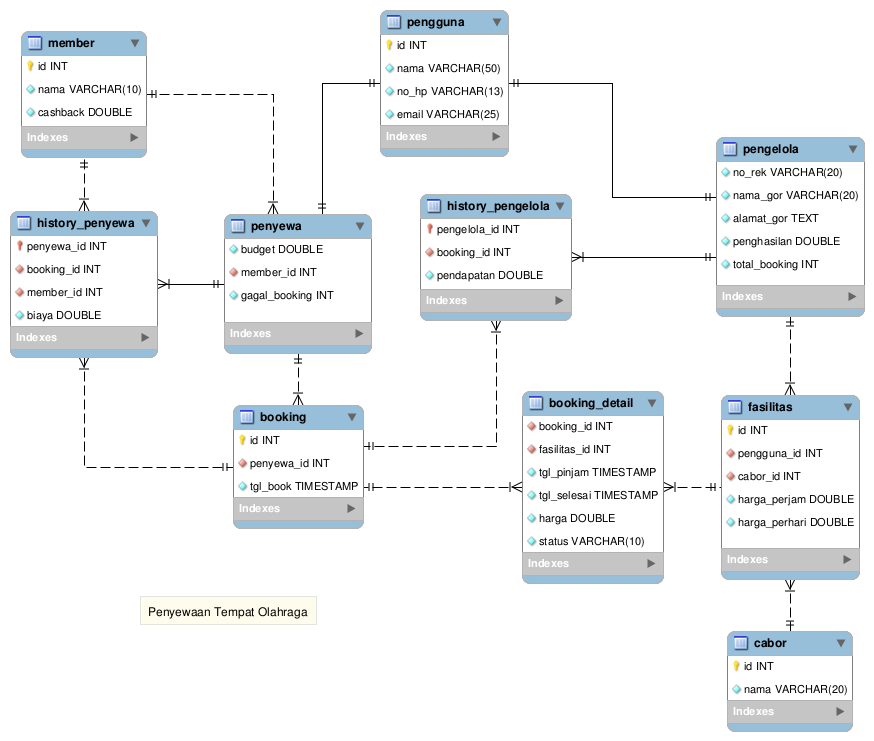 pengguna
id INT
nama VARCHAR(50)
no_hp VARCHAR(13)
email VARCHAR(25)
Indexes
member
id INT
nama VARCHAR(10)
cashback DOUBLE
Indexes
pengelola
no_rek VARCHAR(20)
nama_gor VARCHAR(20)
alamat_gor TEXT
penghasilan DOUBLE
total_booking INT
Indexes
history_pengelola
pengelola_id INT
booking_id INT
pendapatan DOUBLE
Indexes
history_penyewa
penyewa_id INT
booking_id INT
member_id INT
biaya DOUBLE
Indexes
penyewa
budget DOUBLE
member_id INT
gagal_booking INT
Indexes
booking
id INT
penyewa_id INT
tgl_book TIMESTAMP
Indexes
booking_detail
booking_id INT
fasilitas_id INT
tgl_pinjam TIMESTAMP
tgl_selesai TIMESTAMP
harga DOUBLE
status VARCHAR(10)
Indexes
fasilitas
id INT
pengguna_id INT
cabor_id INT
harga_perjam DOUBLE
harga_perhari DOUBLE
Indexes
Penyewaan Tempat Olahraga
cabor
id INT
nama VARCHAR(20)
Indexes